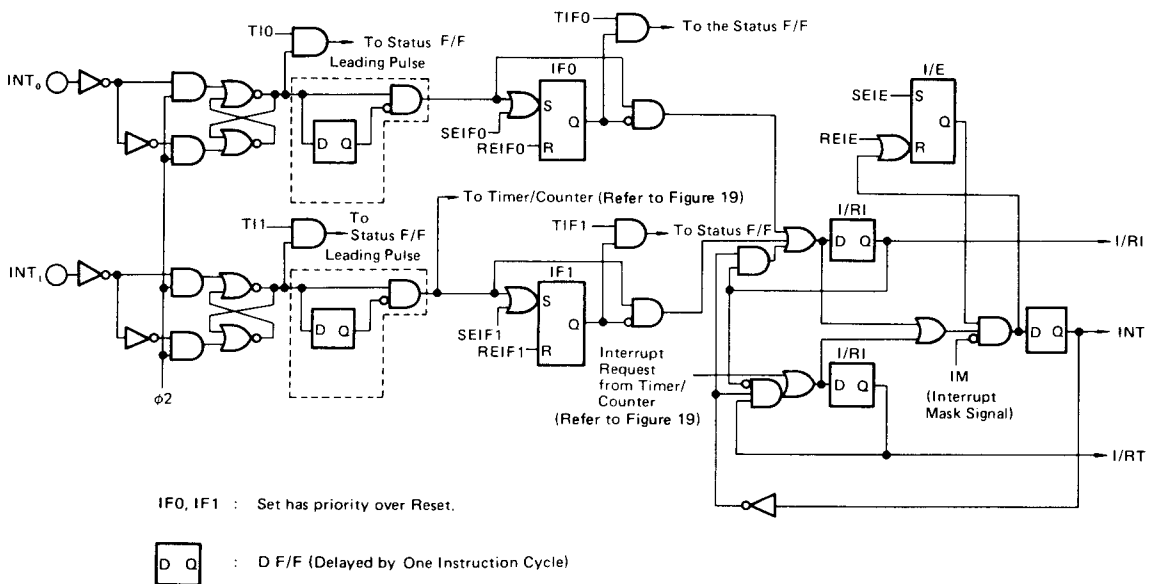 TI0
To Status F/F
Leading Pulse
TIF0
To the Status F/F
INT₀
IF0
S
Q
R
SEIF0
REIF0
D Q
I/E
SEIE
S
Q
REIE
R
To Timer/Counter (Refer to Figure 19)
TI1
To
Status F/F
Leading Pulse
TIF1
To Status F/F
INT₁
IF1
S
Q
R
SEIF1
REIF1
D Q
I/RI
D Q
I/RI
INT
D Q
Interrupt
Request
from Timer/
Counter
(Refer to Figure 19)
I/RI
D Q
IM
(Interrupt
Mask Signal)
I/RT
ϕ2
IF0, IF1 : Set has priority over Reset.
D Q : D F/F (Delayed by One Instruction Cycle)